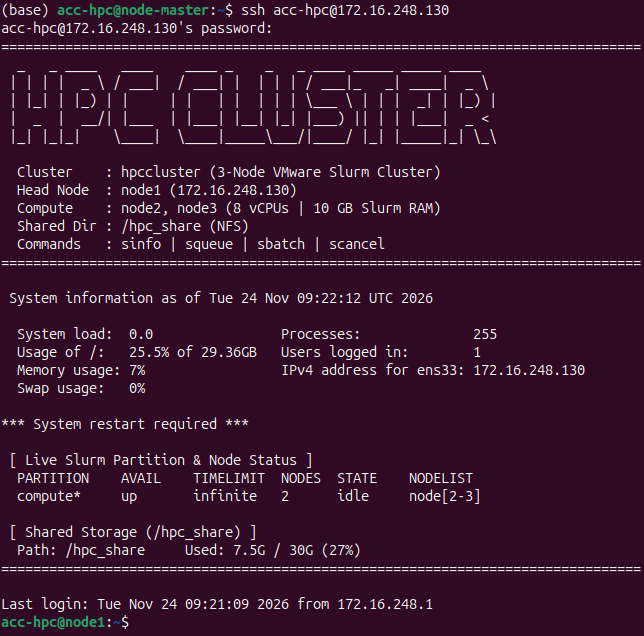 (base) acc-hpc@node-master:~$ ssh acc-hpc@172.16.248.130
acc-hpc@172.16.248.130's password:
HPC CLUSTER
Cluster : hpccluster (3-Node VMware Slurm Cluster)
Head Node : node1 (172.16.248.130)
Compute : node2, node3 (8 vCPUs | 10 GB Slurm RAM)
Shared Dir : /hpc_share (NFS)
Commands : sinfo | squeue | sbatch | scancel
System information as of Tue 24 Nov 09:22:12 UTC 2026
System load: 0.0 Processes: 255
Usage of /: 25.5% of 29.36GB Users logged in: 1
Memory usage: 7% IPv4 address for ens33: 172.16.248.130
Swap usage: 0%
*** System restart required ***
[ Live Slurm Partition & Node Status ]
PARTITION AVAIL TIMELIMIT NODES STATE NODELIST
compute* up infinite 2 idle node[2-3]
[ Shared Storage (/hpc_share) ]
Path: /hpc_share Used: 7.5G / 30G (27%)
Last login: Tue Nov 24 09:21:09 2026 from 172.16.248.1
acc-hpc@node1:~$